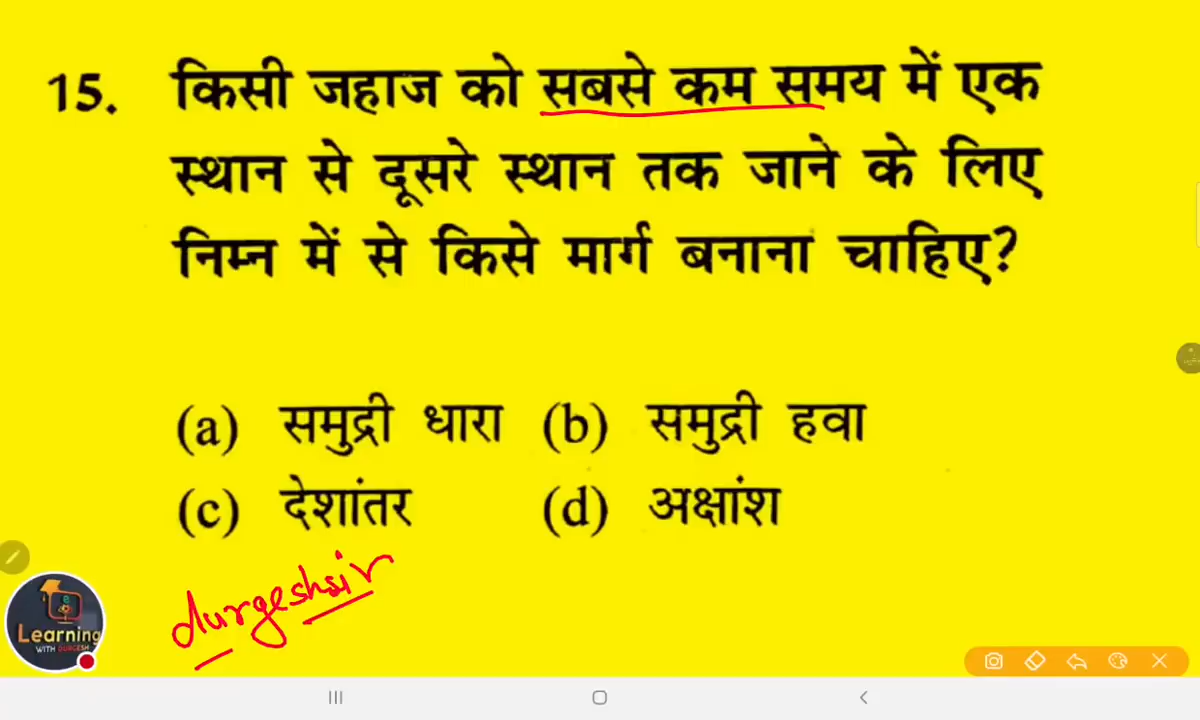 15. किसी जहाज को सबसे कम समय में एक
स्थान से दूसरे स्थान तक जाने के लिए
निम्न में से किसे मार्ग बनाना चाहिए?
(a) समुद्री धारा (b) समुद्री हवा
(c) देशांतर (d) अक्षांश
durgeshsir
Learning
WITH DURGESH